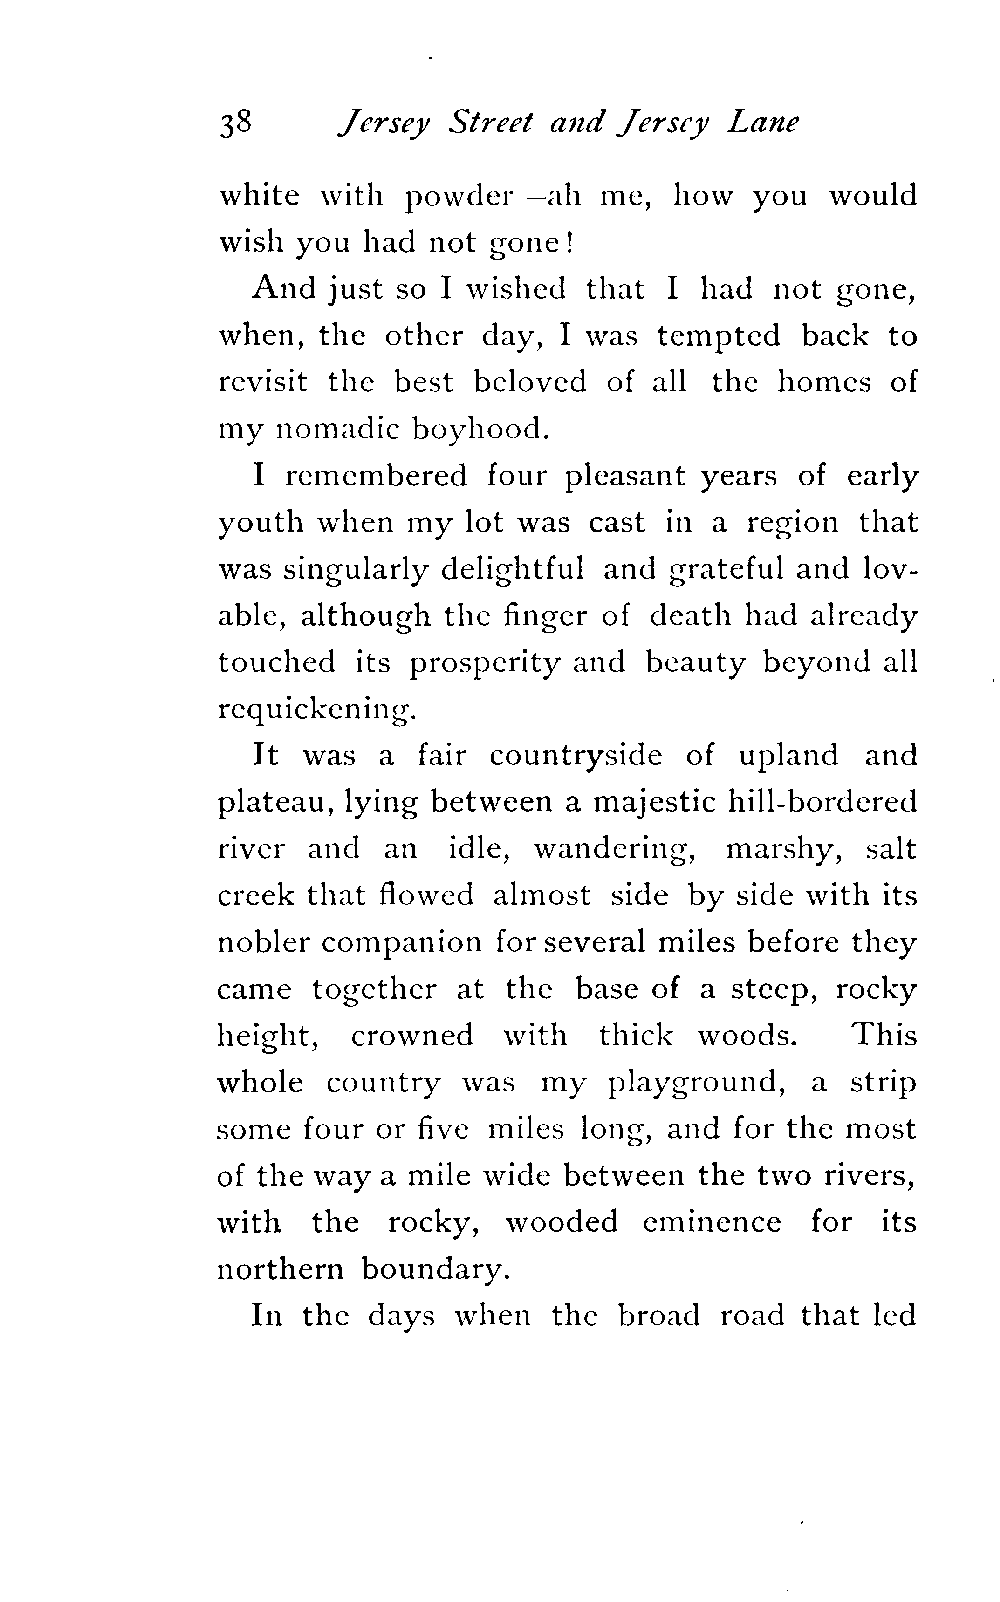 38 Jersey Street and Jersey Lane
white with powder—ah me, how you would
wish you had not gone!
And just so I wished that I had not gone,
when, the other day, I was tempted back to
revisit the best beloved of all the homes of
my nomadic boyhood.
I remembered four pleasant years of early
youth when my lot was cast in a region that
was singularly delightful and grateful and lov-
able, although the finger of death had already
touched its prosperity and beauty beyond all
requickening.
It was a fair countryside of upland and
plateau, lying between a majestic hill-bordered
river and an idle, wandering, marshy, salt
creek that flowed almost side by side with its
nobler companion for several miles before they
came together at the base of a steep, rocky
height, crowned with thick woods. This
whole country was my playground, a strip
some four or five miles long, and for the most
of the way a mile wide between the two rivers,
with the rocky, wooded eminence for its
northern boundary.
In the days when the broad road that led